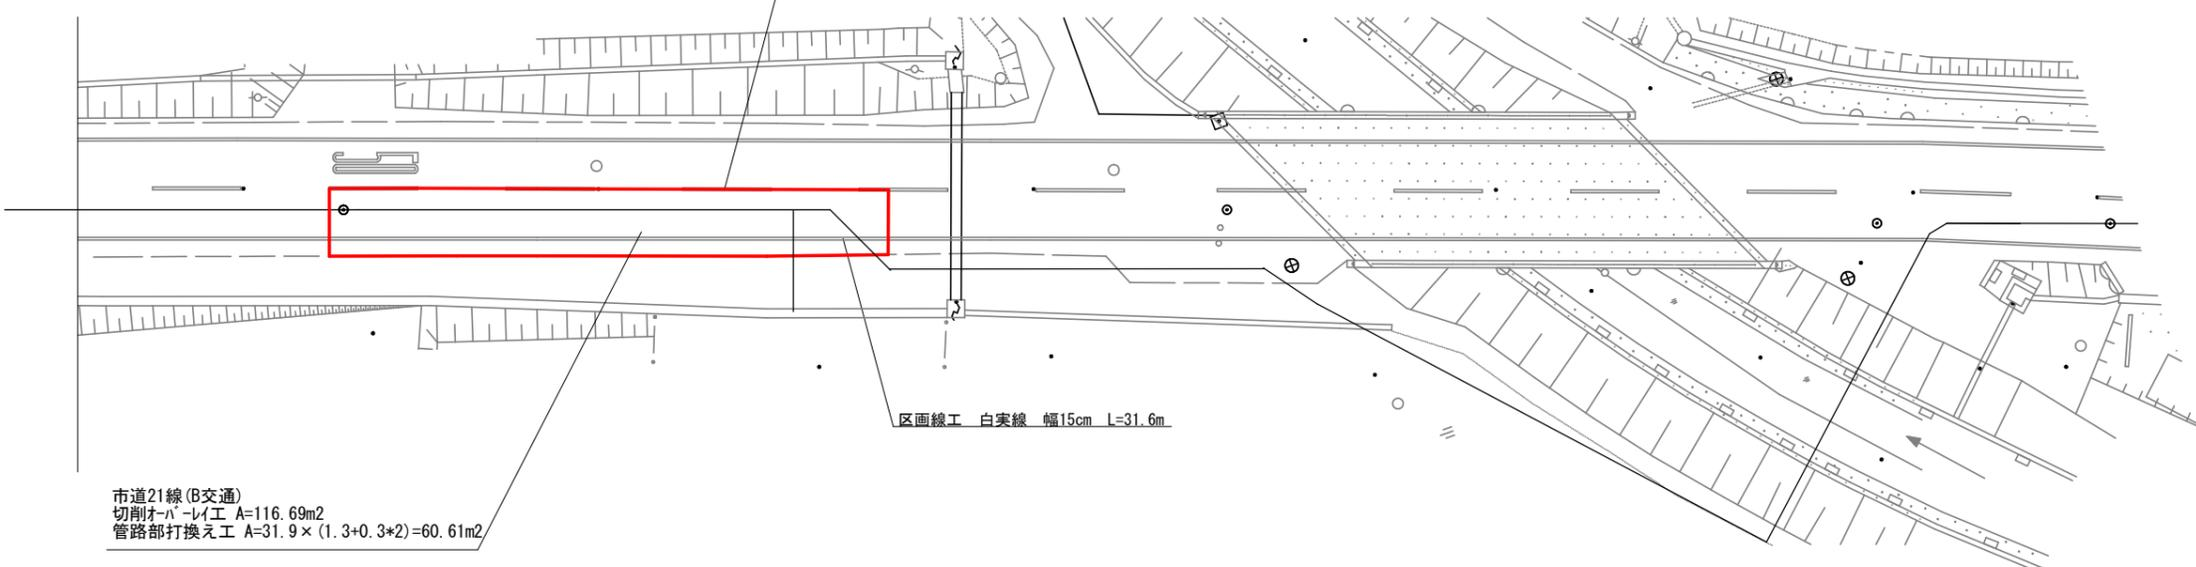 区画線工　白実線　幅15cm　L=31.6m
市道21線(B交通)
切削ｵｰﾊﾞｰﾚｲ工 A=116.69m2
管路部打換え工 A=31.9×(1.3+0.3*2)=60.61m2